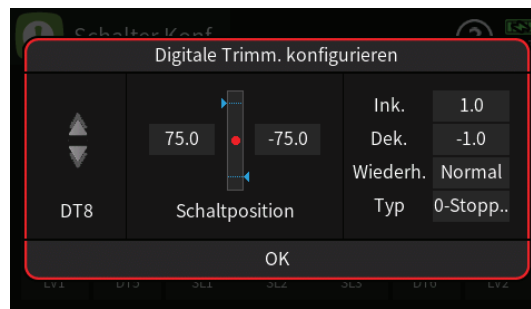 Schalter Konf
Digitale Trimm. konfigurieren
Ink. 1.0
75.0 -75.0 Dek. -1.0
Wiederh. Normal
DT8 Schaltposition Typ 0-Stopp..
OK
LV1 DT5 SL1 SL2 SL3 DT6 LV2